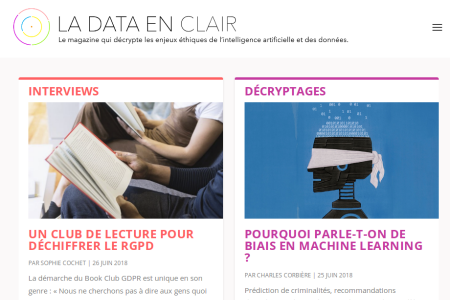 LA DATA EN CLAIR
Le magazine qui décrypte les enjeux éthiques de l'intelligence artificielle et des données.
INTERVIEWS
UN CLUB DE LECTURE POUR
DÉCHIFFRER LE RGPD
PAR SOPHIE COCHET | 26 JUIN 2018
La démarche du Book Club GDPR est unique en son
genre : « Nous ne cherchons pas à dire aux gens quoi
DÉCRYPTAGES
POURQUOI PARLE-T-ON DE
BIAIS EN MACHINE LEARNING
?
PAR CHARLES CORBIÈRE | 25 JUIN 2018
Prédiction de criminalités, recommandations